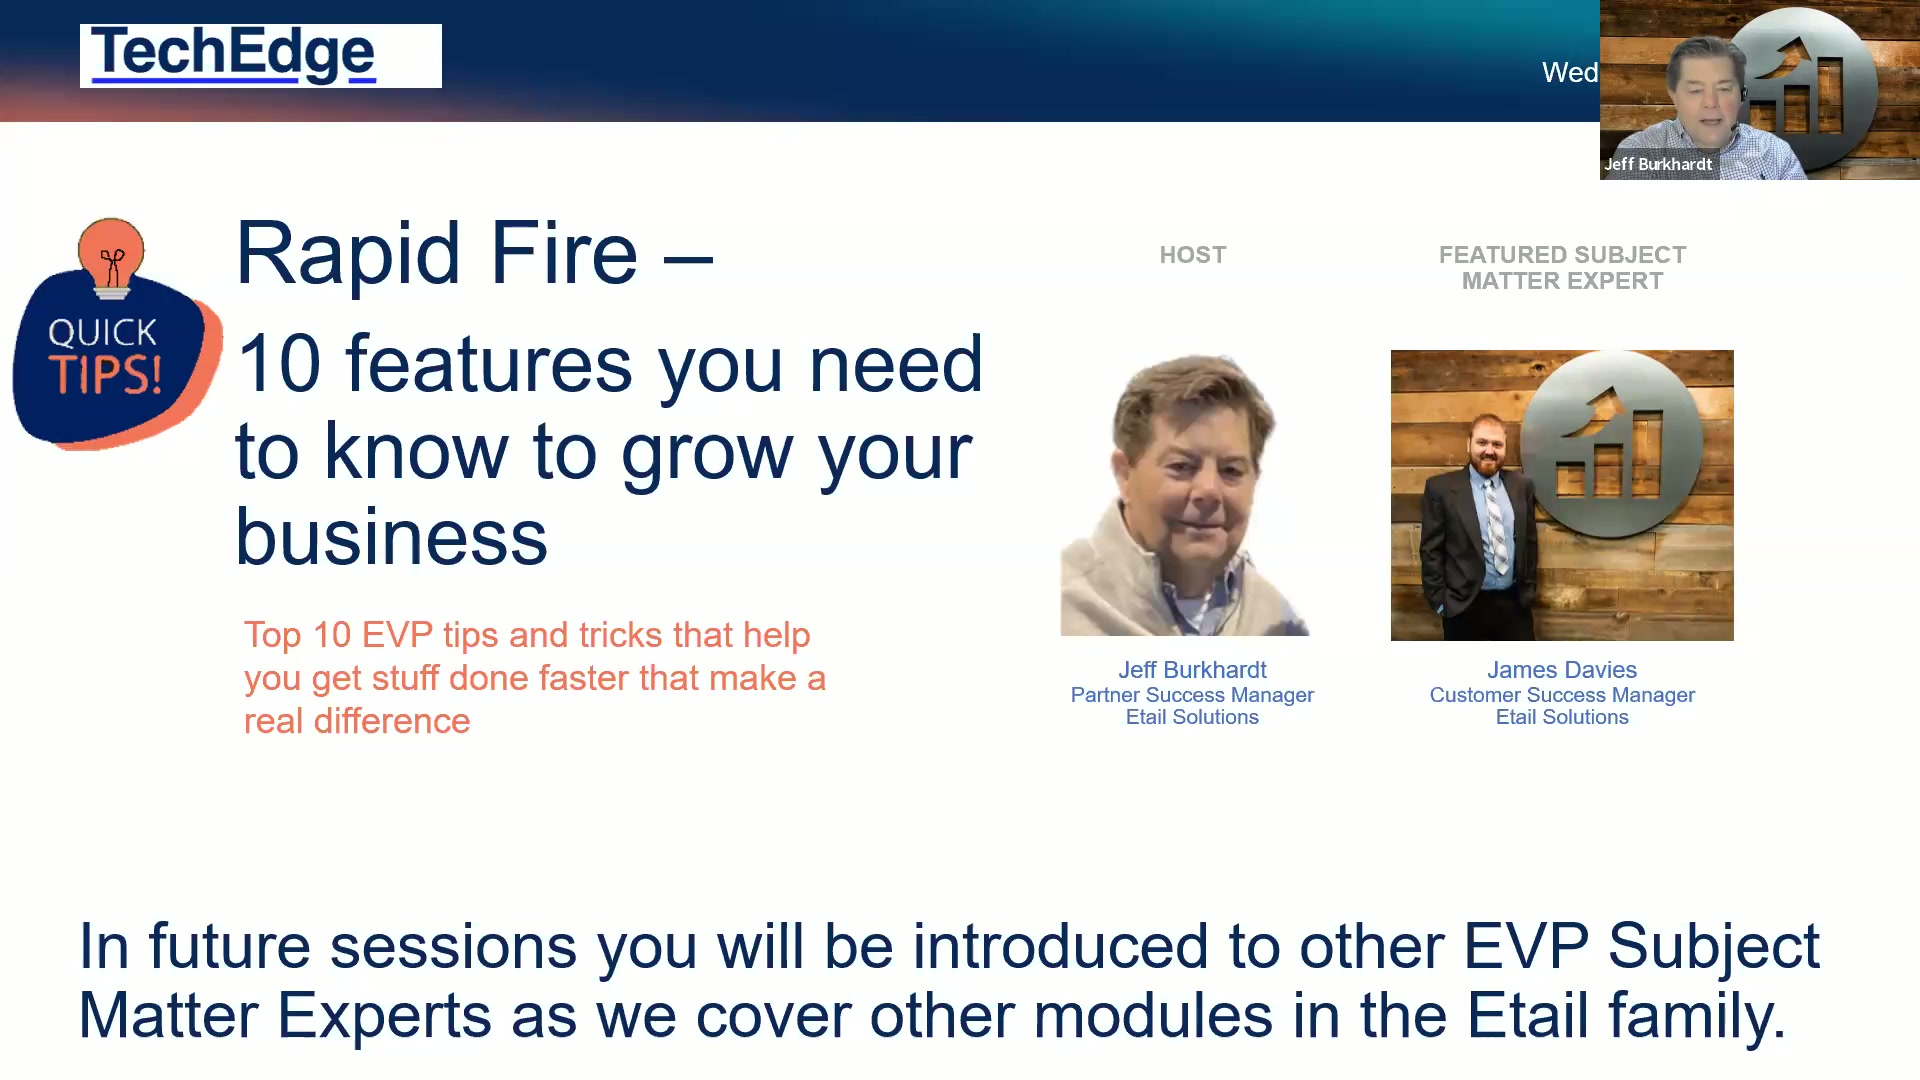 TechEdge
Wed
Jeff Burkhardt
QUICK
TIPS!
Rapid Fire –
10 features you need
to know to grow your
business
Top 10 EVP tips and tricks that help
you get stuff done faster that make a
real difference
HOST
FEATURED SUBJECT
MATTER EXPERT
Jeff Burkhardt
Partner Success Manager
Etail Solutions
James Davies
Customer Success Manager
Etail Solutions
In future sessions you will be introduced to other EVP Subject
Matter Experts as we cover other modules in the Etail family.